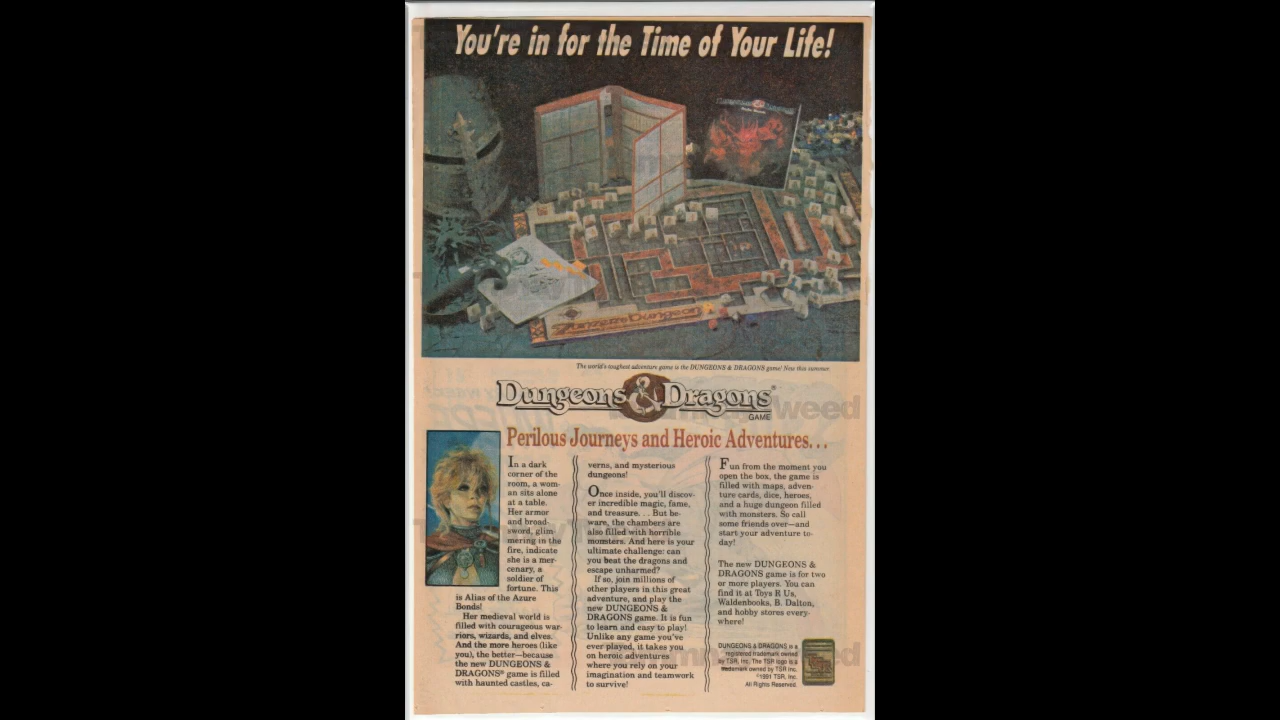 You're in for the Time of Your Life!
The world's toughest adventure game is the DUNGEONS & DRAGONS game! New this summer.
Dungeons & Dragons®
GAME
Perilous Journeys and Heroic Adventures. . .
In a dark
corner of the
room, a wom-
an sits alone
at a table.
Her armor
and broad-
sword, glim-
mering in the
fire, indicate
she is a mer-
cenary, a
soldier of
fortune. This
is Alias of the Azure
Bonds!
Her medieval world is
filled with courageous war-
riors, wizards, and elves.
And the more heroes (like
you), the better—because
the new DUNGEONS &
DRAGONS® game is filled
with haunted castles, ca-
verns, and mysterious
dungeons!
Once inside, you'll discov-
er incredible magic, fame,
and treasure. . . But be-
ware, the chambers are
also filled with horrible
monsters. And here is your
ultimate challenge: can
you beat the dragons and
escape unharmed?
If so, join millions of
other players in this great
adventure, and play the
new DUNGEONS &
DRAGONS game. It is fun
to learn and easy to play!
Unlike any game you've
ever played, it takes you
on heroic adventures
where you rely on your
imagination and teamwork
to survive!
Fun from the moment you
open the box, the game is
filled with maps, adven-
ture cards, dice, heroes,
and a huge dungeon filled
with monsters. So call
some friends over—and
start your adventure to-
day!
The new DUNGEONS &
DRAGONS game is for two
or more players. You can
find it at Toys R Us,
Waldenbooks, B. Dalton,
and hobby stores every-
where!
DUNGEONS & DRAGONS is a
registered trademark owned
by TSR, Inc. The TSR logo is a
trademark owned by TSR Inc.
©1991 TSR, Inc.
All Rights Reserved.